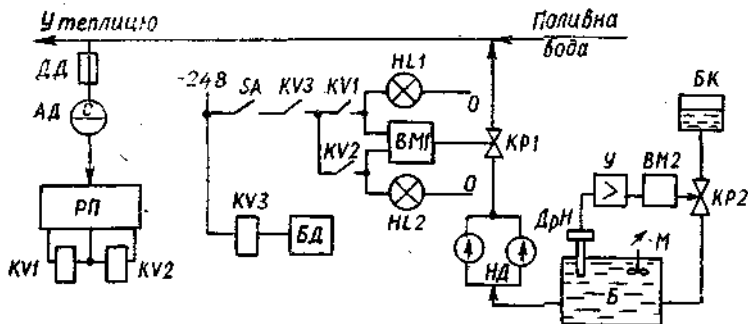 У теплицю
Поливна
вода
ДД
~24В
SA
KV3
KV1
HL1
0
БК
АД
С
ВМ1
КР1
KV2
У
ВМ2
HL2
0
КР2
РП
KV3
БД
ДрН
М
KV1
KV2
НД
Б